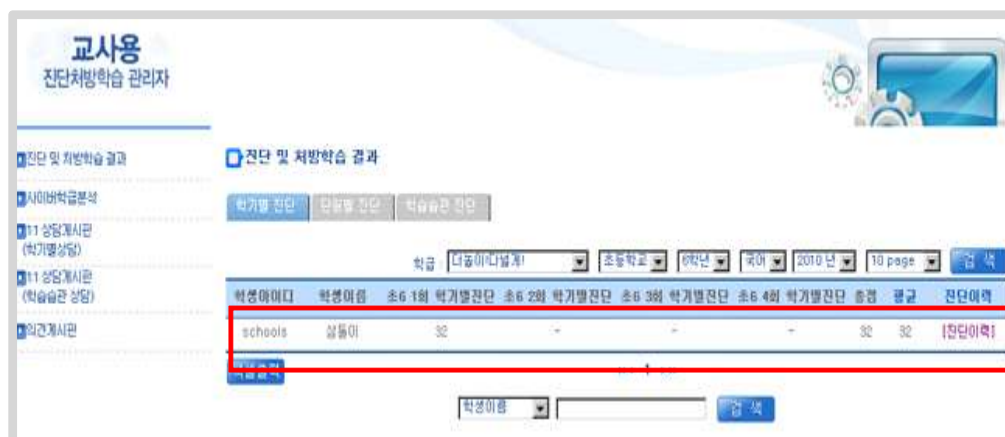 교사용
진단처방학습 관리자
진단 및 처방학습 결과
사이버학급분석
11 상담게시판
(학기별상담)
11 상담게시판
(학습습관 상담)
의견게시판
진단 및 처방학습 결과
학기별 진단 단원별 진단 학습습관 진단
학급 초등학교 6학년 국어 2010 년 10 page 검 색
학생아이디 학생이름 초6 1회 학기별진단 초6 2회 학기별진단 초6 3회 학기별진단 초6 4회 학기별진단 총점 평균 진단이력
schools 삼돌이 32 - - - 32 32 [진단이력]
1
학생이름 검 색